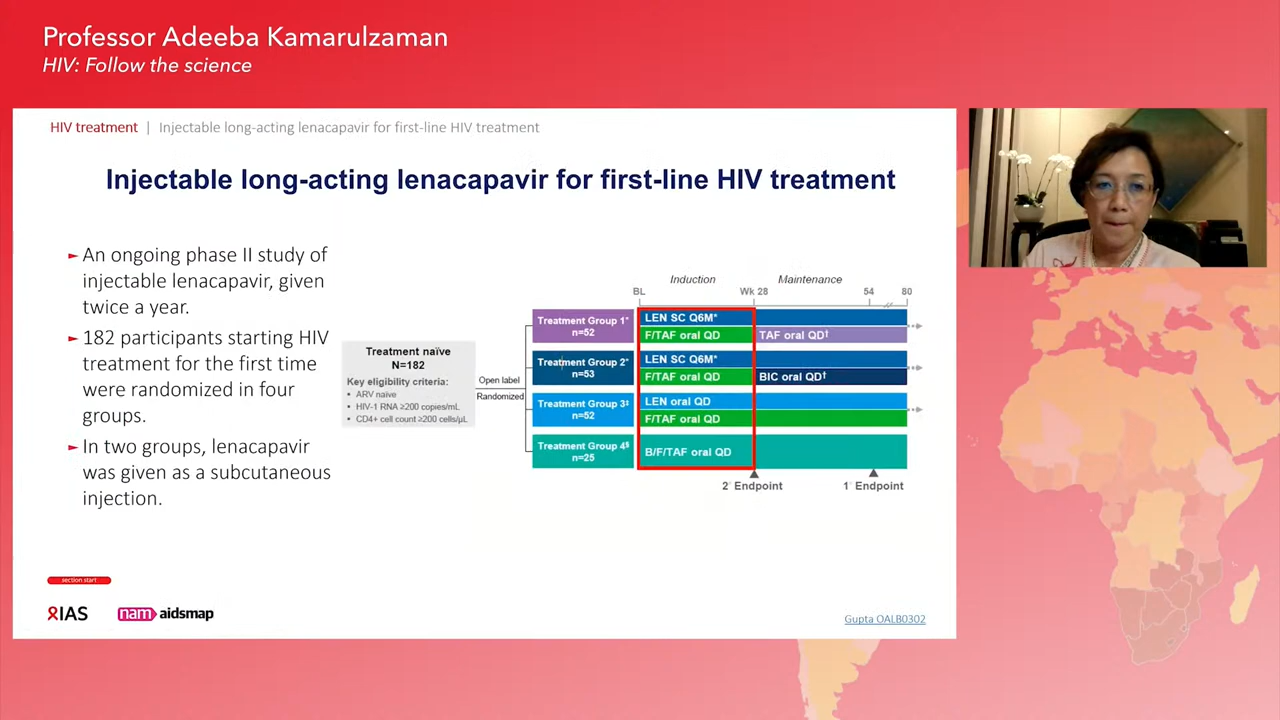 Professor Adeeba Kamarulzaman
HIV: Follow the science
HIV treatment | Injectable long-acting lenacapavir for first-line HIV treatment
Injectable long-acting lenacapavir for first-line HIV treatment
► An ongoing phase II study of
injectable lenacapavir, given
twice a year.
► 182 participants starting HIV
treatment for the first time
were randomized in four
groups.
► In two groups, lenacapavir
was given as a subcutaneous
injection.
Treatment naïve
N=182
Key eligibility criteria:
• ARV naïve
• HIV-1 RNA ≥200 copies/mL
• CD4+ cell count ≥200 cells/µL
Open label
Randomized
Induction
Maintenance
BL
Wk 28
54
80
Treatment Group 1*
n=52
LEN SC Q6M*
F/TAF oral QD
TAF oral QD†
Treatment Group 2*
n=53
LEN SC Q6M*
F/TAF oral QD
BIC oral QD†
Treatment Group 3‡
n=52
LEN oral QD
F/TAF oral QD
Treatment Group 4§
n=25
B/F/TAF oral QD
2° Endpoint
1° Endpoint
section start
IAS
nam aidsmap
Gupta OALB0302